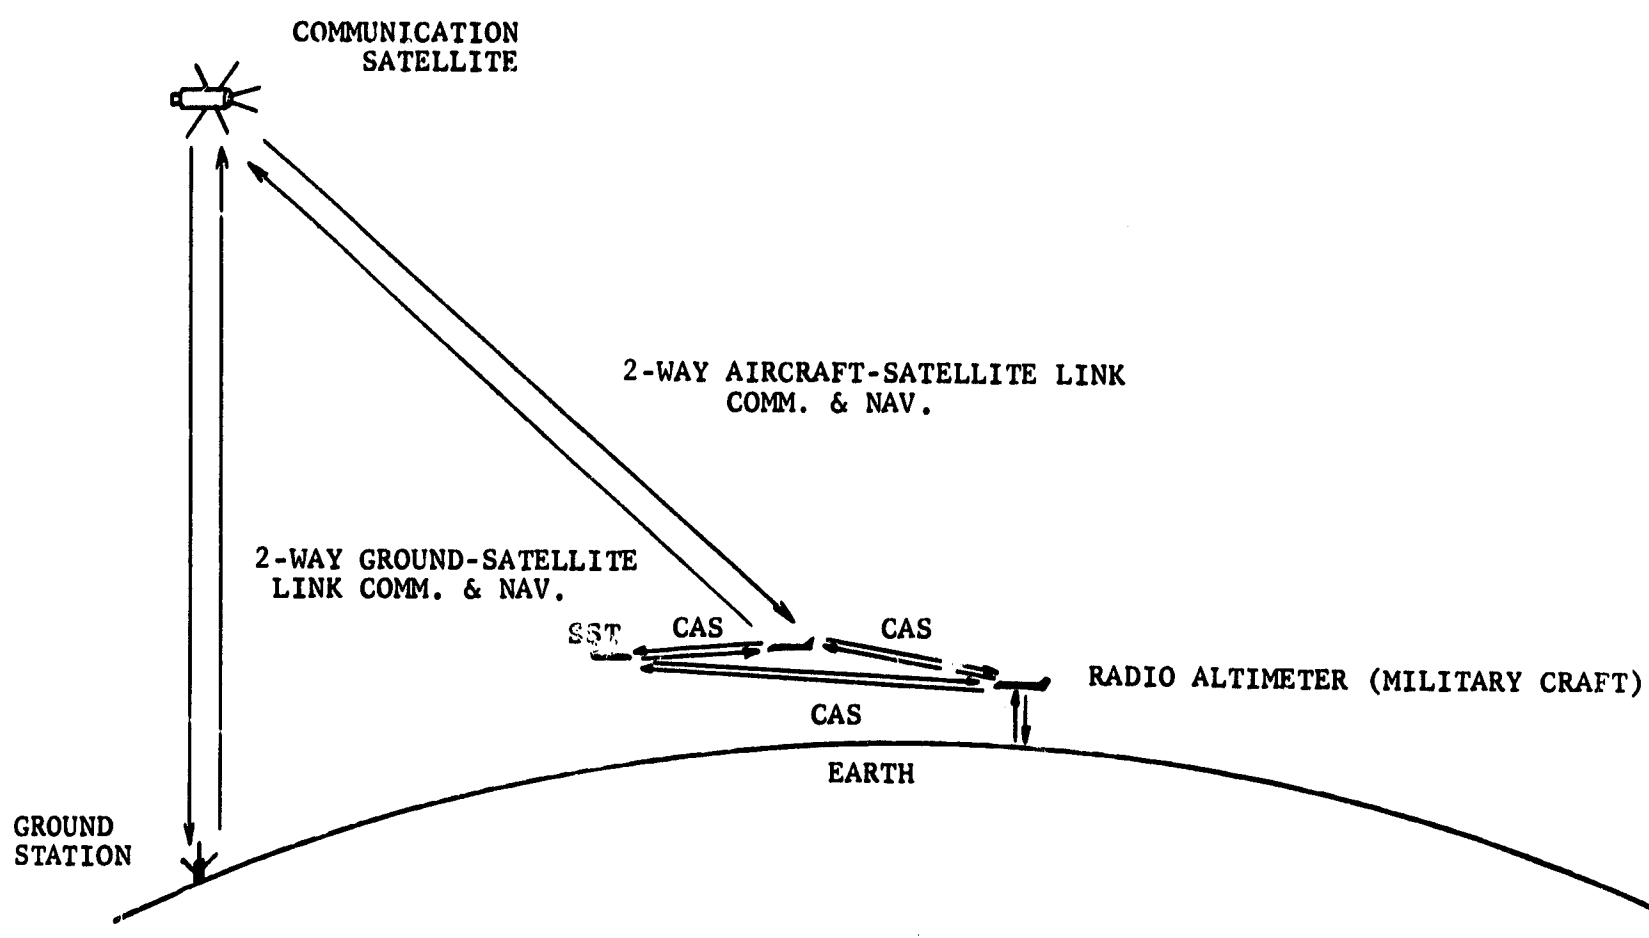 COMMUNICATION
SATELLITE
2-WAY AIRCRAFT-SATELLITE LINK
COMM. & NAV.
2-WAY GROUND-SATELLITE
LINK COMM. & NAV.
SST
CAS
CAS
RADIO ALTIMETER (MILITARY CRAFT)
CAS
EARTH
GROUND
STATION